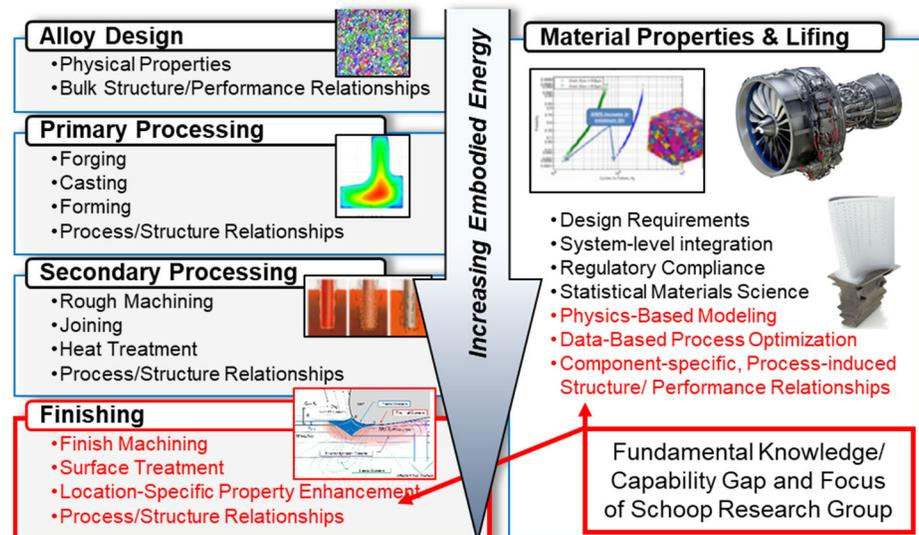 Alloy Design
•Physical Properties
•Bulk Structure/Performance Relationships
Primary Processing
•Forging
•Casting
•Forming
•Process/Structure Relationships
Secondary Processing
•Rough Machining
•Joining
•Heat Treatment
•Process/Structure Relationships
Finishing
•Finish Machining
•Surface Treatment
•Location-Specific Property Enhancement
•Process/Structure Relationships
Increasing Embodied Energy
Material Properties & Lifing
•Design Requirements
•System-level integration
•Regulatory Compliance
•Statistical Materials Science
•Physics-Based Modeling
•Data-Based Process Optimization
•Component-specific, Process-induced
Structure/ Performance Relationships
Fundamental Knowledge/
Capability Gap and Focus
of Schoop Research Group